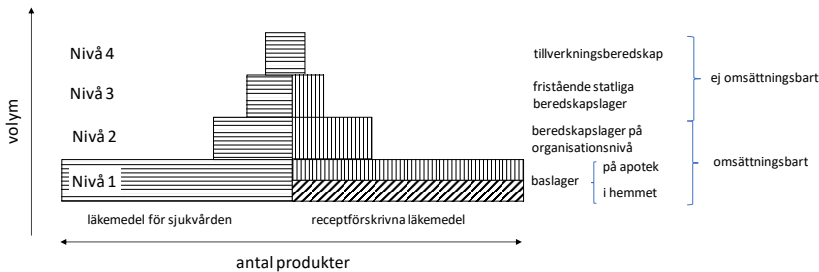 volym
Nivå 4
Nivå 3
Nivå 2
Nivå 1
tillverkningsberedskap
fristående statliga
beredskapslager
beredskapslager på
organisationsnivå
baslager
på apotek
i hemmet
ej omsättningsbart
omsättningsbart
läkemedel för sjukvården
receptförskrivna läkemedel
antal produkter